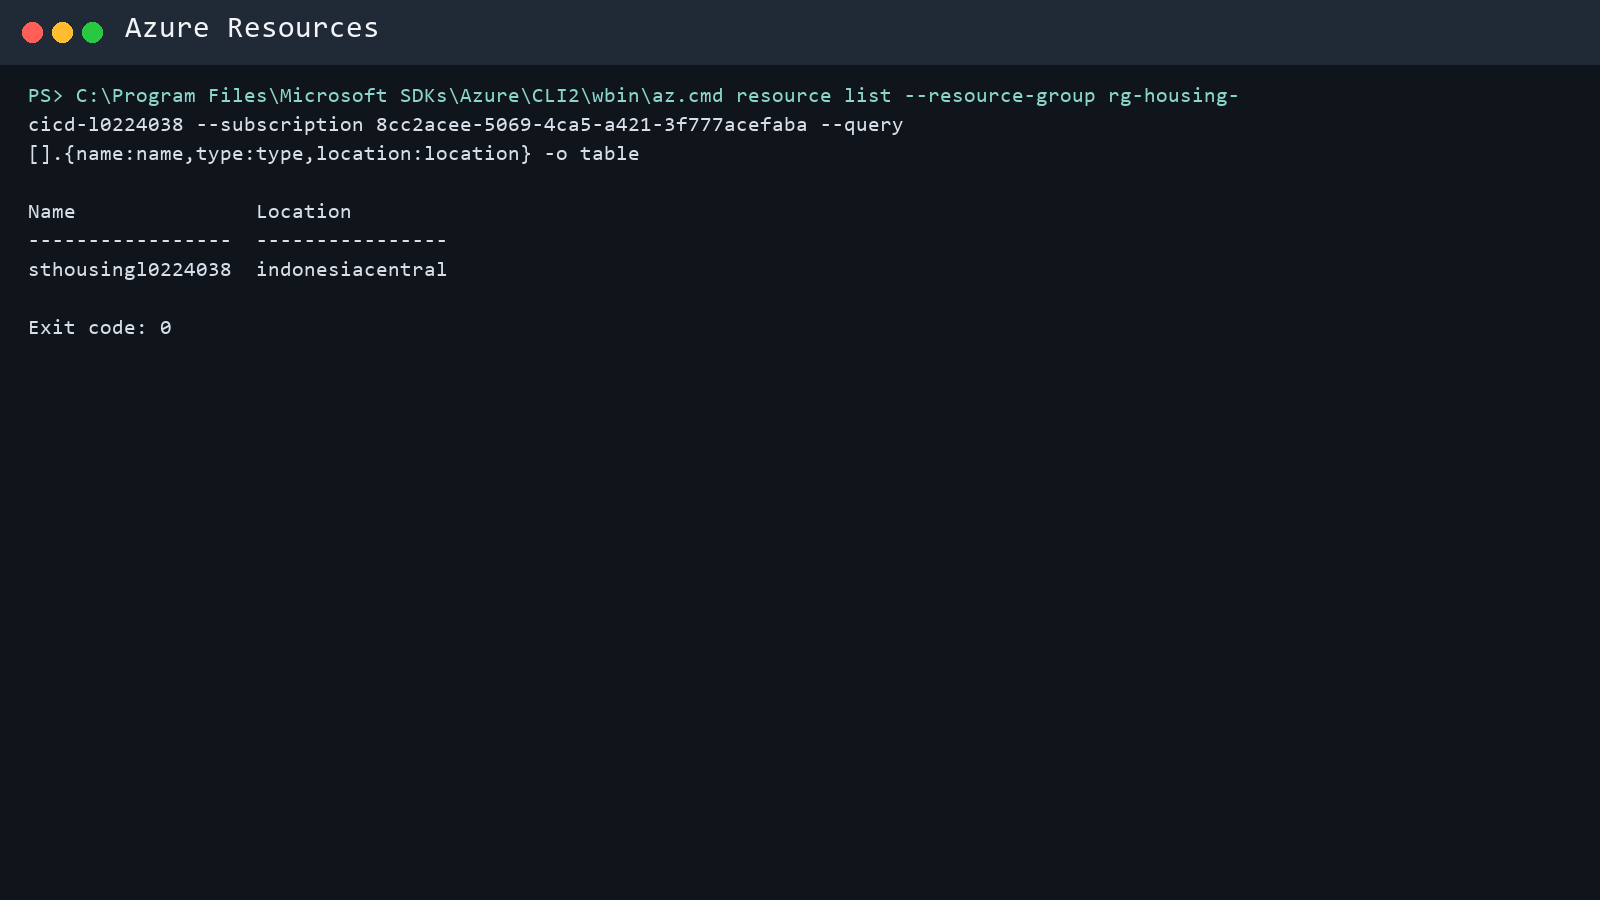 Azure Resources
PS> C:\Program Files\Microsoft SDKs\Azure\CLI2\wbin\az.cmd resource list --resource-group rg-housing-
cicd-l0224038 --subscription 8cc2acee-5069-4ca5-a421-3f777acefaba --query
[].{name:name,type:type,location:location} -o table
Name               Location
-----------------  ----------------
sthousingl0224038  indonesiacentral
Exit code: 0